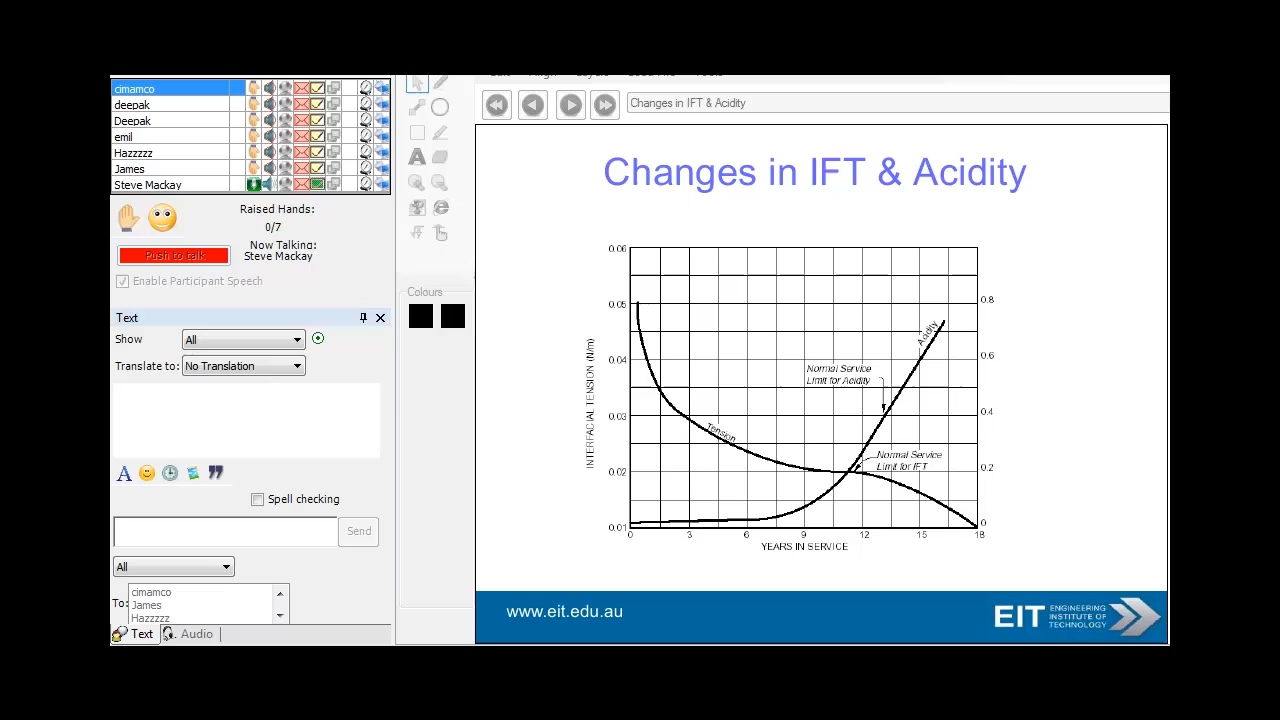 Changes in IFT & Acidity
cimamco
deepak
Deepak
emil
Hazzzzz
James
Steve Mackay
Raised Hands:
0/7
Now Talking:
Steve Mackay
Push to talk
Enable Participant Speech
Text
Show
All
Translate to:
No Translation
A
Spell checking
Send
All
To:
cimamco
James
Hazzzzz
Text
Audio
A
Colours
Changes in IFT & Acidity
0.06
0.05
0.04
0.03
0.02
0.01
INTERFACIAL TENSION (N/m)
0.8
0.6
0.4
0.2
0
Acidity
Normal Service
Limit for Acidity
Tension
Normal Service
Limit for IFT
0 3 6 9 12 15 18
YEARS IN SERVICE
www.eit.edu.au
EIT
ENGINEERING
INSTITUTE OF
TECHNOLOGY